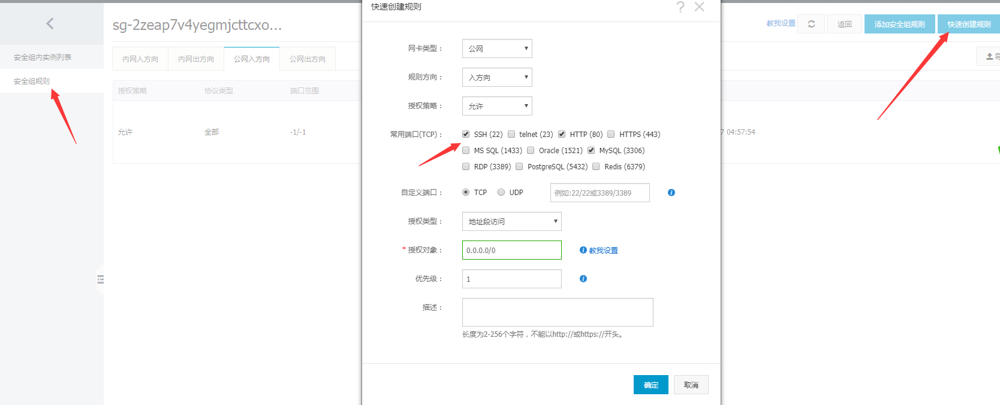 快速创建规则
sg-2zeap7v4yegmjcttcxo...
教我设置
返回
添加安全组规则
快速创建规则
安全组内实例列表
安全组规则
内网入方向
内网出方向
公网入方向
公网出方向
导
授权策略
协议类型
端口范围
允许
全部
-1/-1
04:57:54
网卡类型：
公网
规则方向：
入方向
授权策略：
允许
常用端口(TCP)：
SSH (22) telnet (23) HTTP (80) HTTPS (443)
MS SQL (1433) Oracle (1521) MySQL (3306)
RDP (3389) PostgreSQL (5432) Redis (6379)
自定义端口：
TCP UDP
例如:22/22或3389/3389
授权类型：
地址段访问
* 授权对象：
0.0.0.0/0
教我设置
优先级：
1
描述：
长度为2-256个字符，不能以http://或https://开头。
确定
取消